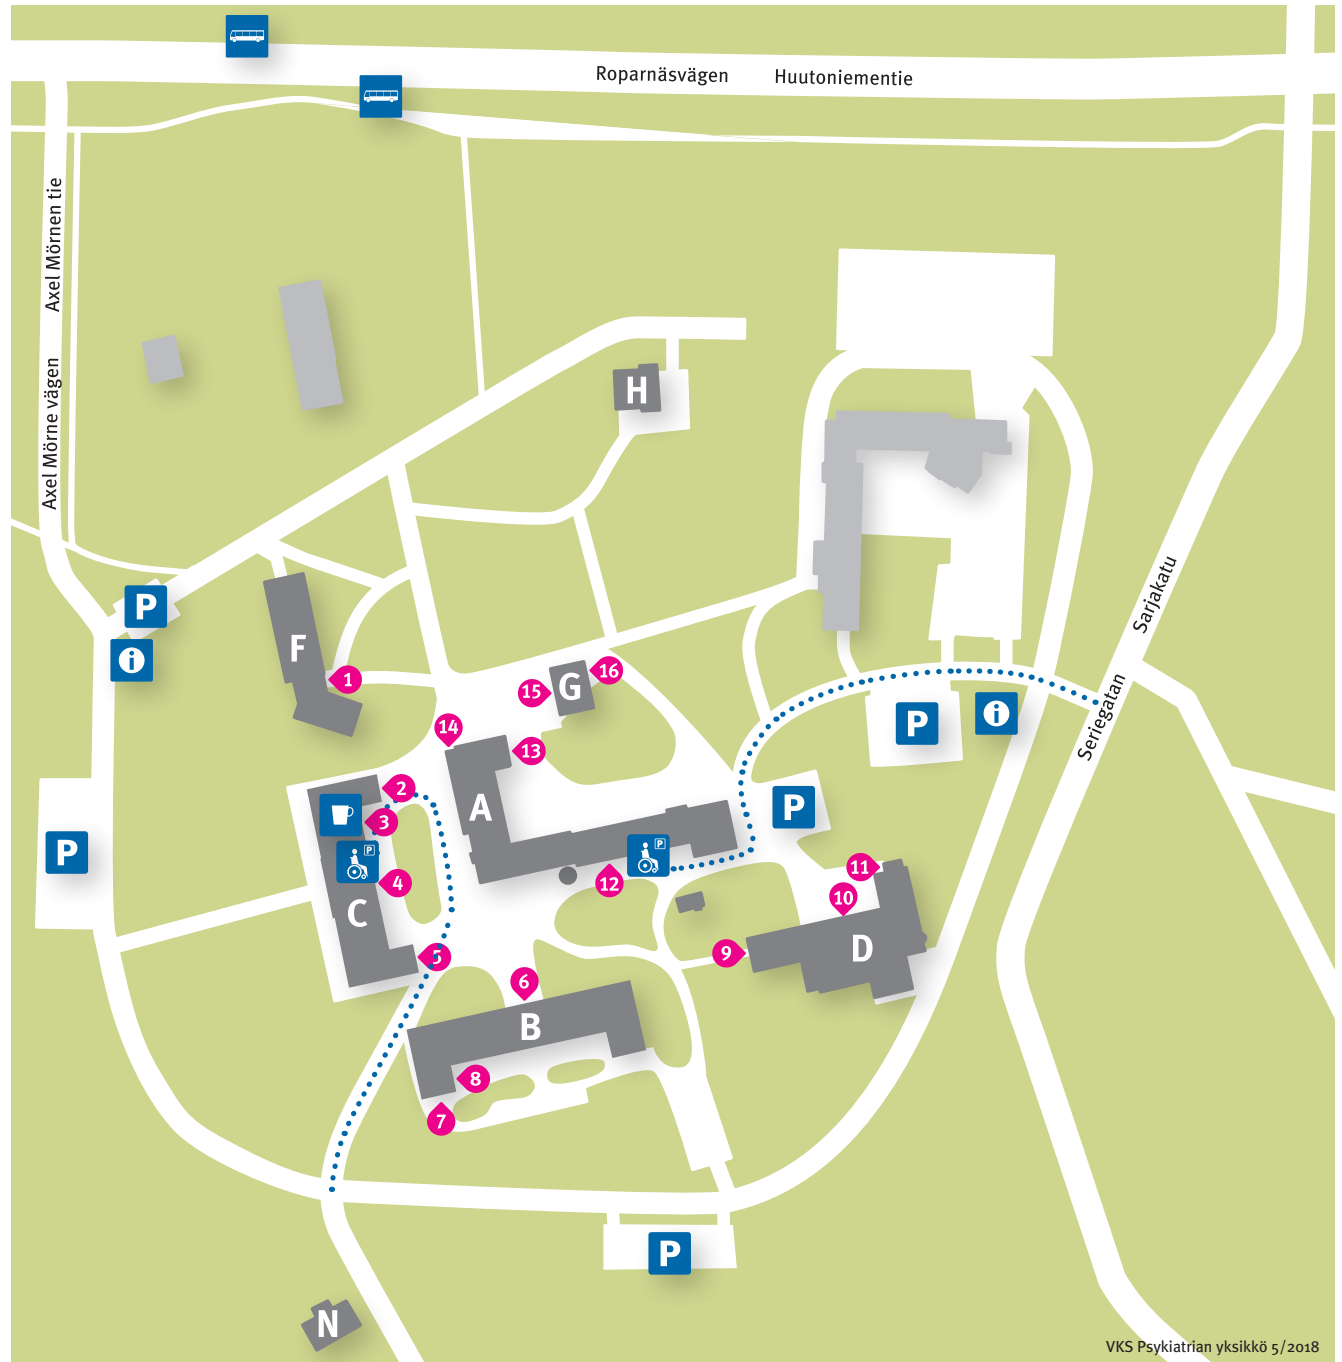 Roparnäsvägen Huutoniementie
Axel Mörne vägen Axel Mörnen tie
H
P
i
F
1
16
15
G
Sarjakatu
Seriegatan
14
13
P
i
2
3
A
P
P
P
P
4
12
11
10
C
9
D
5
6
B
8
7
P
N
VKS Psykiatrian yksikkö 5/2018